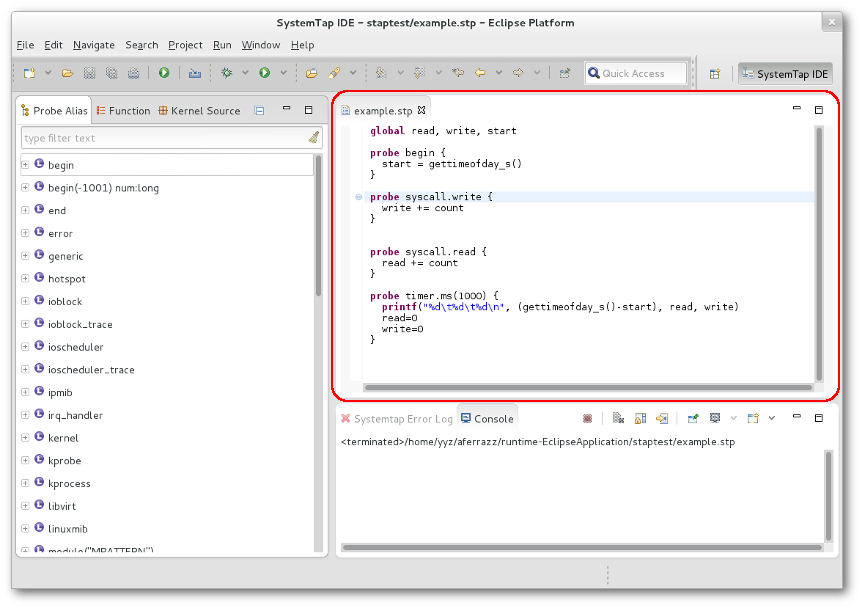 SystemTap IDE – staptest/example.stp – Eclipse Platform
File Edit Navigate Search Project Run Window Help
Quick Access
SystemTap IDE
Probe Alias
Function
Kernel Source
type filter text
begin
begin(-1001) num:long
end
error
generic
hotspot
ioblock
ioblock_trace
ioscheduler
ioscheduler_trace
ipmib
irq_handler
kernel
kprobe
kprocess
libvirt
linuxmib
module("MPATTERN")
example.stp
global read, write, start
probe begin {
start = gettimeofday_s()
}
probe syscall.write {
write += count
}
probe syscall.read {
read += count
}
probe timer.ms(1000) {
printf("%d\t%d\t%d\n", (gettimeofday_s()-start), read, write)
read=0
write=0
}
Systemtap Error Log
Console
<terminated>/home/yyz/aferrazz/runtime-EclipseApplication/staptest/example.stp